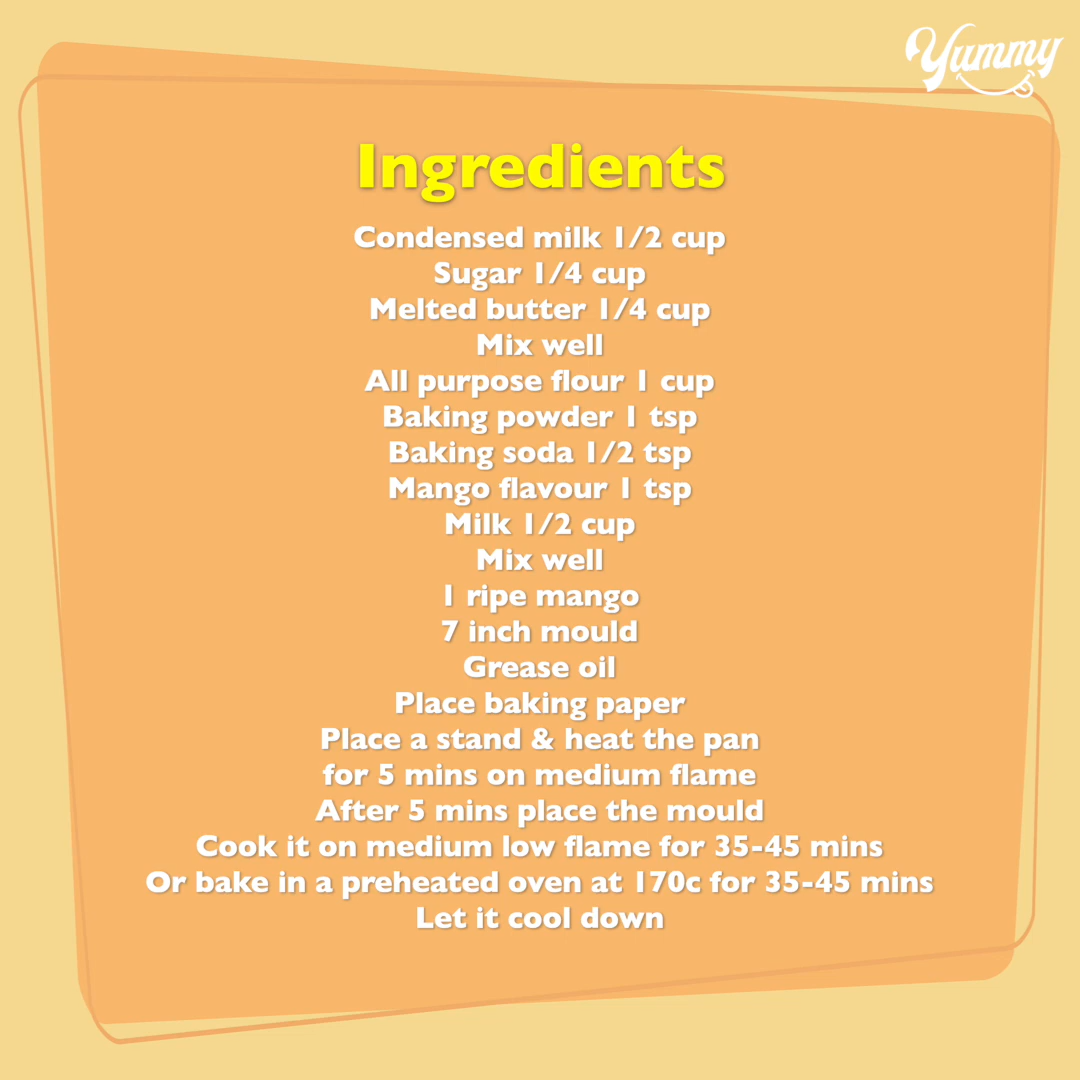 Yummy
Ingredients
Condensed milk 1/2 cup
Sugar 1/4 cup
Melted butter 1/4 cup
Mix well
All purpose flour 1 cup
Baking powder 1 tsp
Baking soda 1/2 tsp
Mango flavour 1 tsp
Milk 1/2 cup
Mix well
1 ripe mango
7 inch mould
Grease oil
Place baking paper
Place a stand & heat the pan
for 5 mins on medium flame
After 5 mins place the mould
Cook it on medium low flame for 35-45 mins
Or bake in a preheated oven at 170c for 35-45 mins
Let it cool down